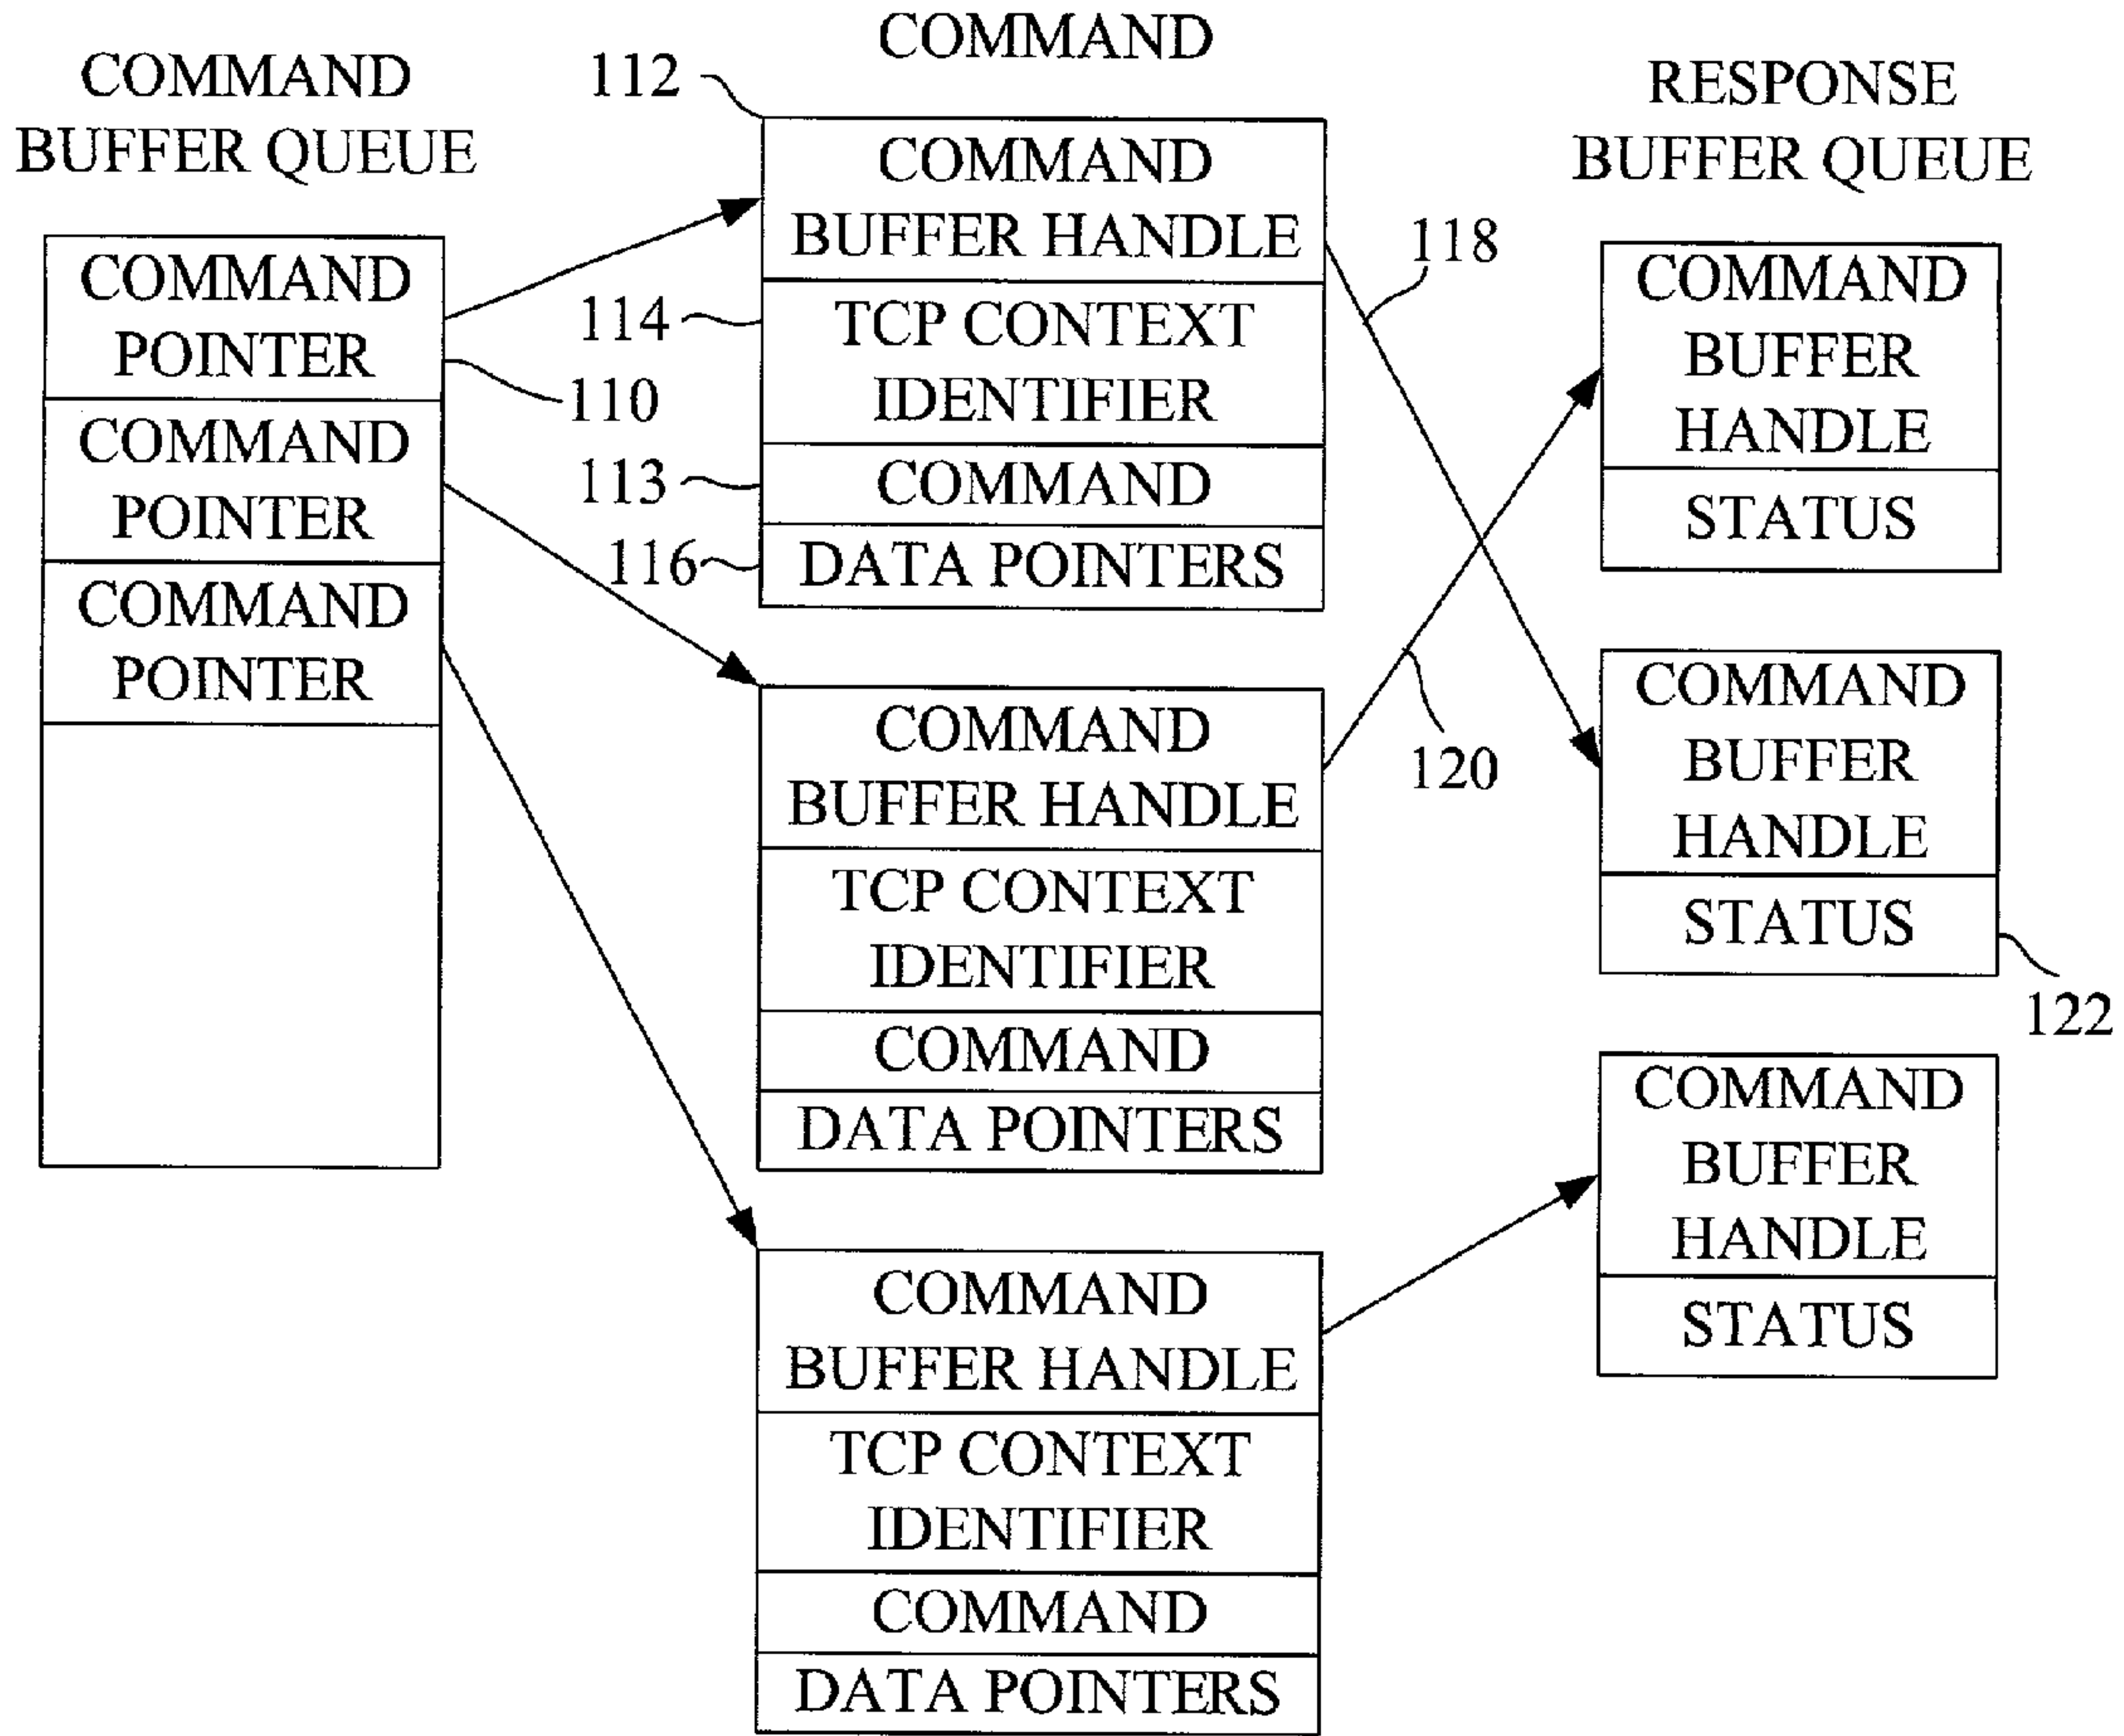 COMMAND
BUFFER QUEUE
COMMAND
POINTER
COMMAND
POINTER
COMMAND
POINTER
110
COMMAND
112
COMMAND
BUFFER HANDLE
114
TCP CONTEXT
IDENTIFIER
113
COMMAND
116
DATA POINTERS
COMMAND
BUFFER HANDLE
TCP CONTEXT
IDENTIFIER
COMMAND
DATA POINTERS
COMMAND
BUFFER HANDLE
TCP CONTEXT
IDENTIFIER
COMMAND
DATA POINTERS
118
120
RESPONSE
BUFFER QUEUE
COMMAND
BUFFER
HANDLE
STATUS
COMMAND
BUFFER
HANDLE
STATUS
122
COMMAND
BUFFER
HANDLE
STATUS